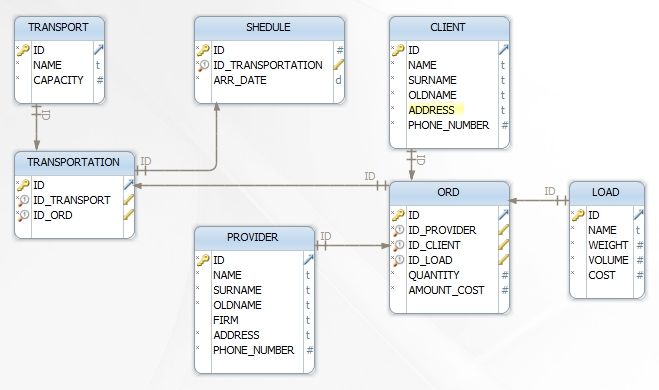 TRANSPORT
ID
NAME t
CAPACITY #
SHEDULE
ID #
ID_TRANSPORTATION
ARR_DATE d
CLIENT
ID
NAME t
SURNAME t
OLDNAME t
ADDRESS t
PHONE_NUMBER #
ID
ID
TRANSPORTATION
ID
ID_TRANSPORT
ID_ORD
ID
ID
ORD
ID
ID_PROVIDER
ID_CLIENT
ID_LOAD
QUANTITY #
AMOUNT_COST #
ID
LOAD
ID
NAME t
WEIGHT #
VOLUME #
COST #
PROVIDER
ID
NAME t
SURNAME t
OLDNAME t
FIRM t
ADDRESS t
PHONE_NUMBER #
ID